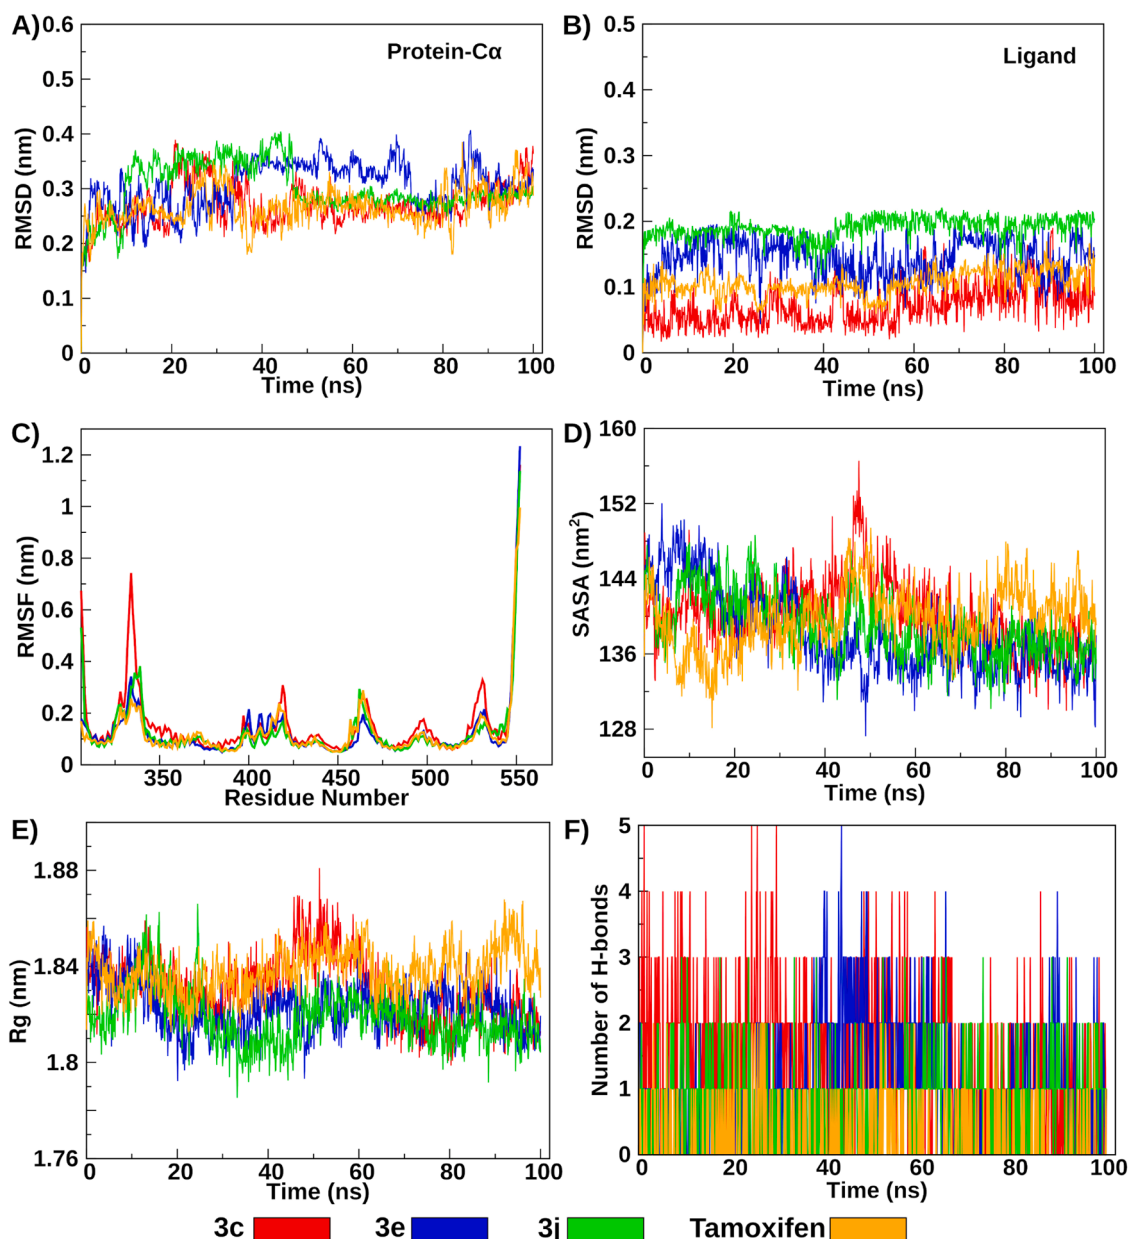 A)
0.6
0.5
0.4
0.3
0.2
0.1
0
RMSD (nm)
Protein-Cα
0 20 40 60 80 100
Time (ns)
B)
0.5
0.4
0.3
0.2
0.1
0
RMSD (nm)
Ligand
0 20 40 60 80 100
Time (ns)
C)
1.2
1
0.8
0.6
0.4
0.2
0
RMSF (nm)
350 400 450 500 550
Residue Number
D)
160
152
144
136
128
SASA (nm²)
0 20 40 60 80 100
Time (ns)
E)
1.88
1.84
1.8
1.76
Rg (nm)
0 20 40 60 80 100
Time (ns)
F)
5
4
3
2
1
0
Number of H-bonds
0 20 40 60 80 100
Time (ns)
3c 3e 3j Tamoxifen